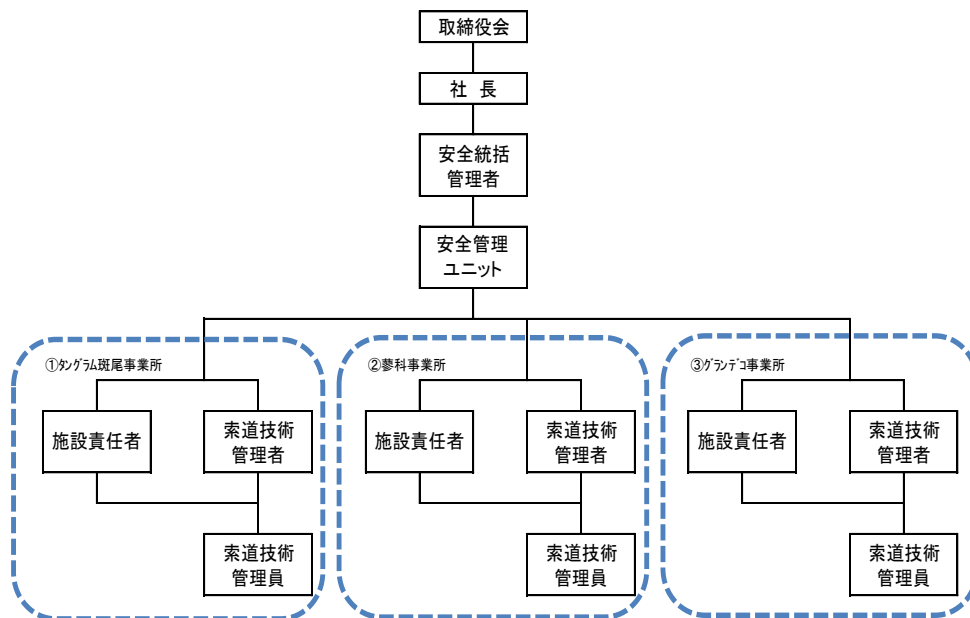 取締役会
社 長
安全統括
管理者
安全管理
ユニット
①ﾀﾝｸﾞﾗﾑ斑尾事業所
②蓼科事業所
③ｸﾞﾗﾝﾃﾞｺ事業所
施設責任者
索道技術
管理者
施設責任者
索道技術
管理者
施設責任者
索道技術
管理者
索道技術
管理員
索道技術
管理員
索道技術
管理員